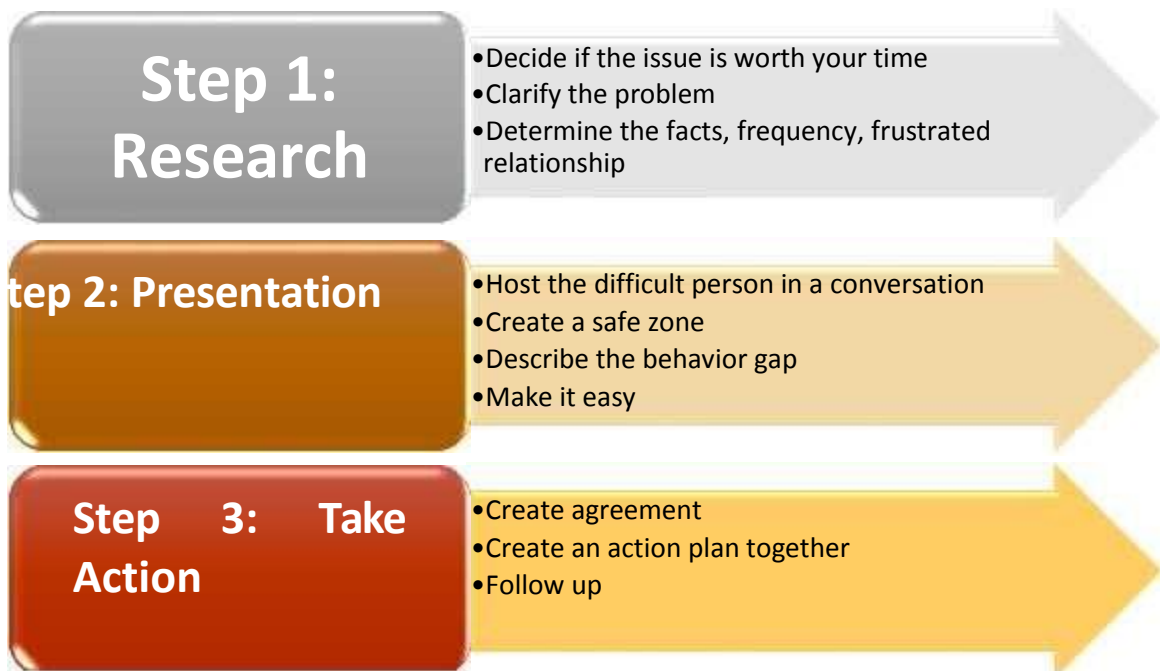 Step 1:
Research
•Decide if the issue is worth your time
•Clarify the problem
•Determine the facts, frequency, frustrated
relationship
tep 2: Presentation
•Host the difficult person in a conversation
•Create a safe zone
•Describe the behavior gap
•Make it easy
Step 3: Take
Action
•Create agreement
•Create an action plan together
•Follow up